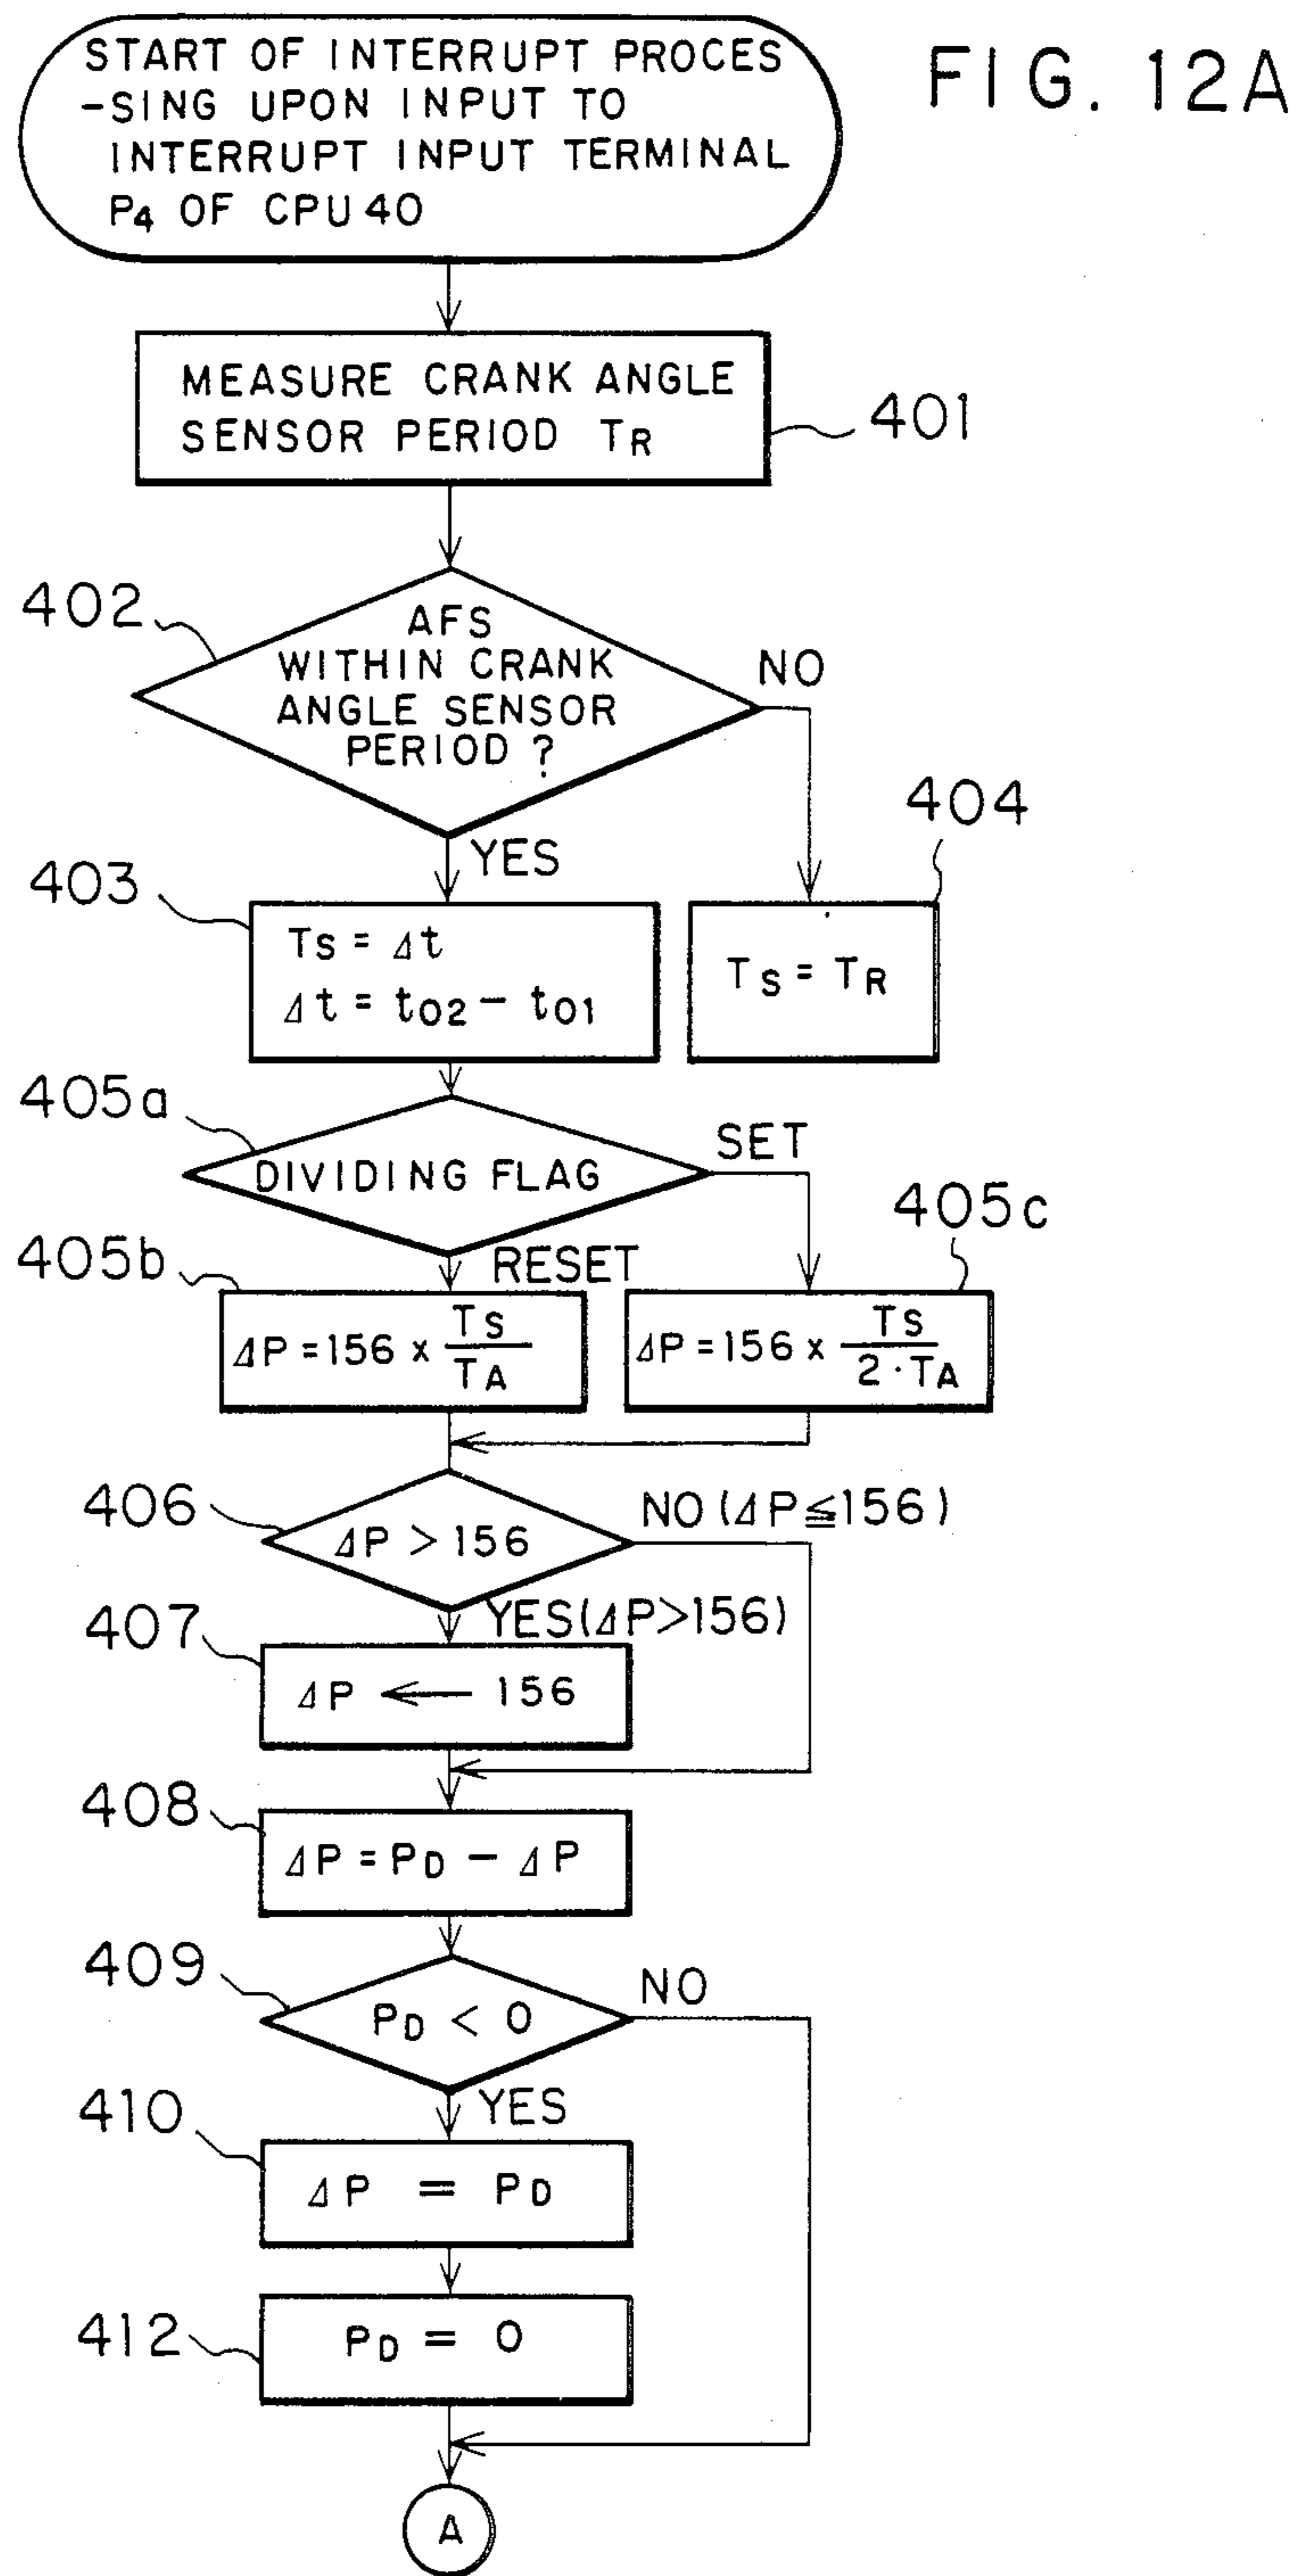 START OF INTERRUPT PROCES
-SING UPON INPUT TO
INTERRUPT INPUT TERMINAL
P4 OF CPU 40
FIG. 12A
MEASURE CRANK ANGLE
SENSOR PERIOD TR
401
402
AFS
WITHIN CRANK
ANGLE SENSOR
PERIOD ?
NO
YES
403
Ts = Δt
Δt = t02 - t01
404
Ts = TR
405a
DIVIDING FLAG
SET
RESET
405b
ΔP = 156 x Ts / TA
405c
ΔP = 156 x Ts / 2·TA
406
ΔP > 156
NO (ΔP ≦ 156)
YES (ΔP > 156)
407
ΔP ← 156
408
ΔP = PD - ΔP
409
PD < 0
NO
YES
410
ΔP = PD
412
PD = 0
A